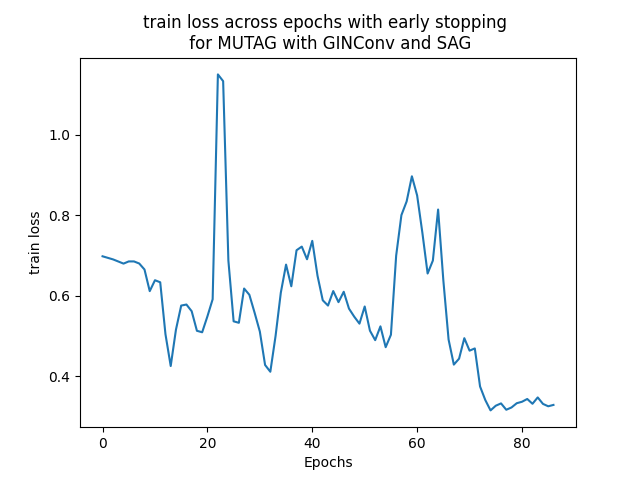 train loss across epochs with early stopping
for MUTAG with GINConv and SAG
train loss
1.0
0.8
0.6
0.4
0
20
40
60
80
Epochs